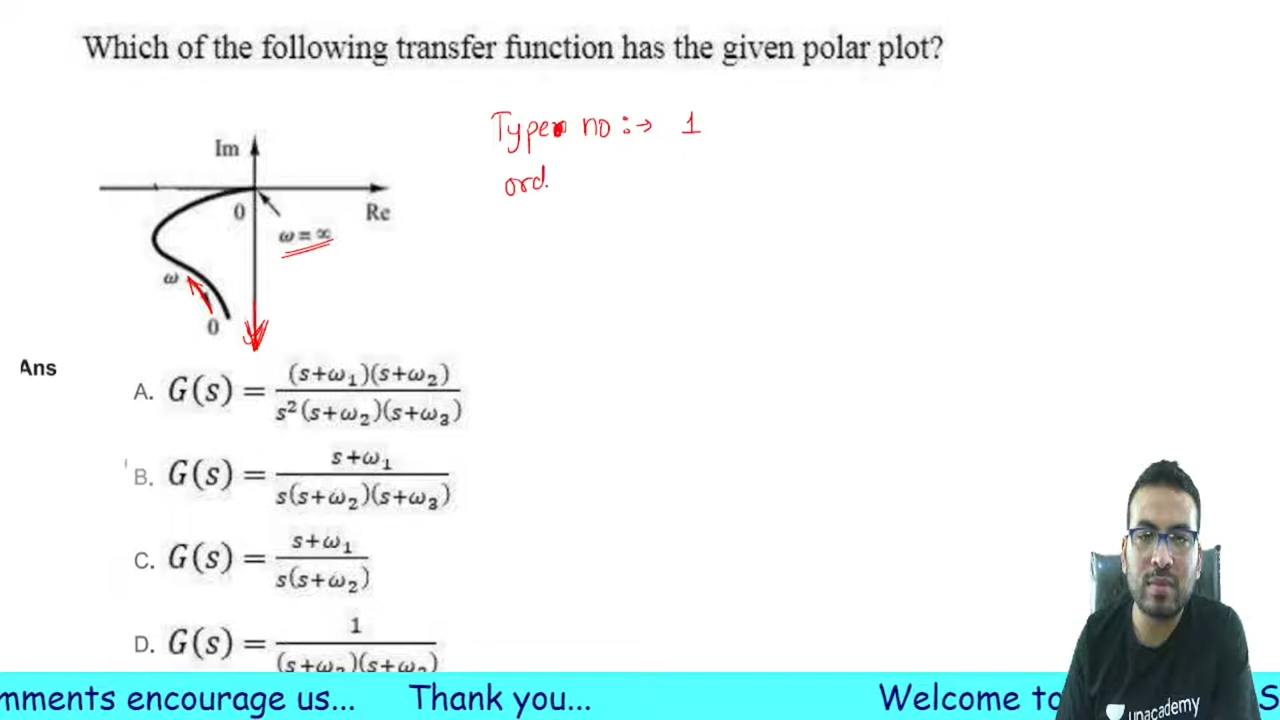 Which of the following transfer function has the given polar plot?
Type no :→ 1
ord.
Im
0
Re
ω = ∞
ω
0
Ans
A. G(s) = (s+ω₁)(s+ω₂) / s²(s+ω₂)(s+ω₃)
B. G(s) = s+ω₁ / s(s+ω₂)(s+ω₃)
C. G(s) = s+ω₁ / s(s+ω₂)
D. G(s) = 1 / (s+ω₂)(s+ω₂)
mments encourage us... Thank you... Welcome to S
unacademy